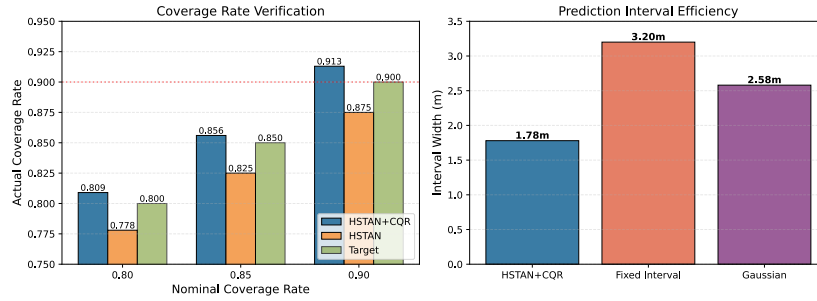 Coverage Rate Verification
0.950
0.925
0.900
0.875
0.850
0.825
0.800
0.775
0.750
Actual Coverage Rate
0.809
0.778
0.800
0.856
0.825
0.850
0.913
0.875
0.900
HSTAN+CQR
HSTAN
Target
0.80
0.85
0.90
Nominal Coverage Rate
Prediction Interval Efficiency
3.5
3.0
2.5
2.0
1.5
1.0
0.5
0.0
Interval Width (m)
1.78m
3.20m
2.58m
HSTAN+CQR
Fixed Interval
Gaussian